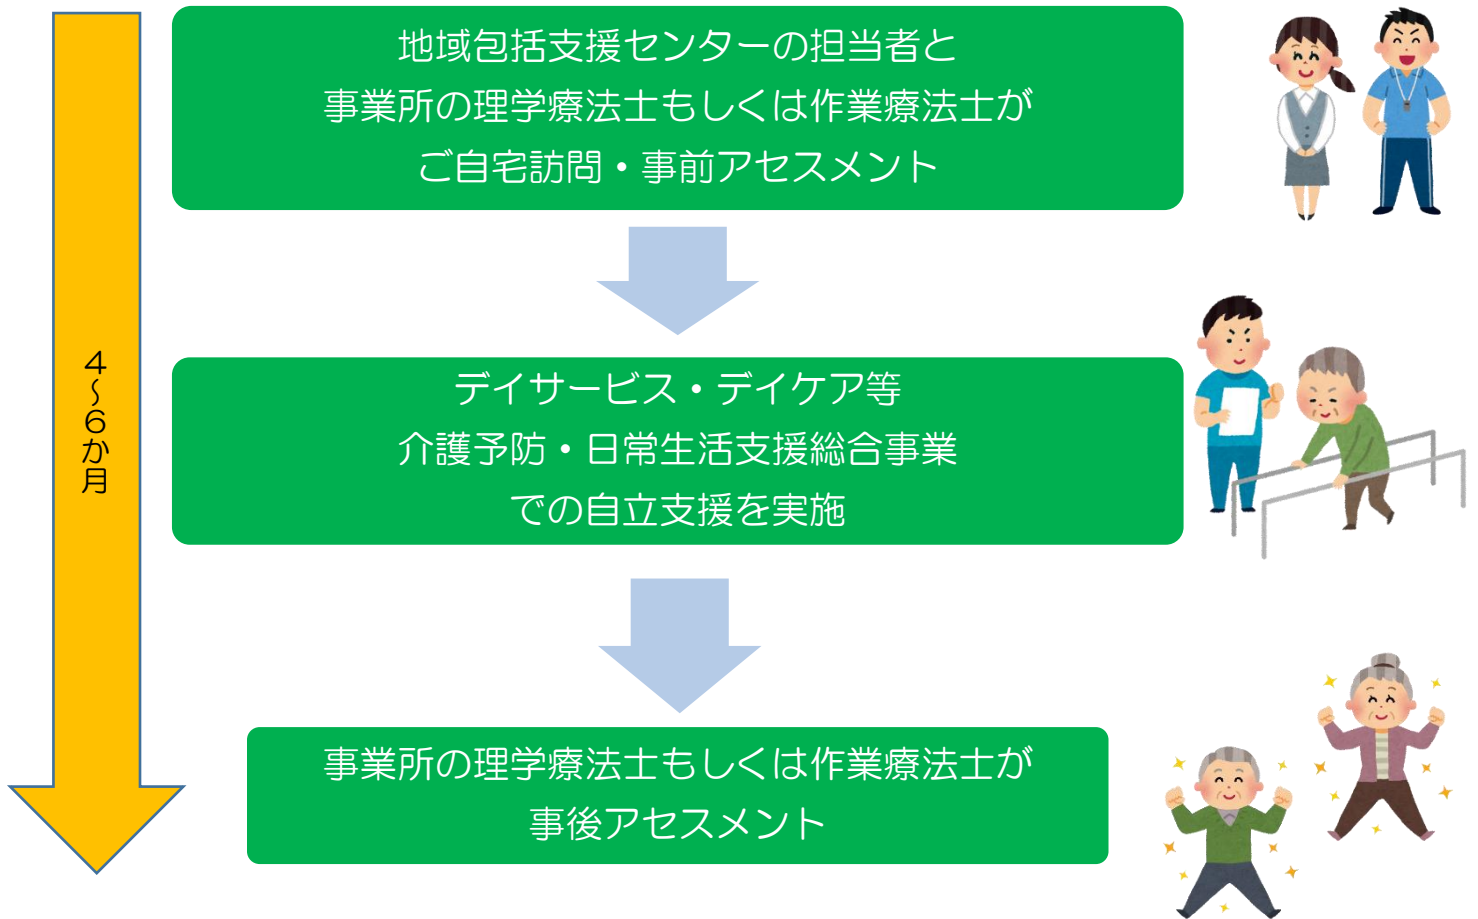 地域包括支援センターの担当者と
事業所の理学療法士もしくは作業療法士が
ご自宅訪問・事前アセスメント
4~6か月
デイサービス・デイケア等
介護予防・日常生活支援総合事業
での自立支援を実施
事業所の理学療法士もしくは作業療法士が
事後アセスメント